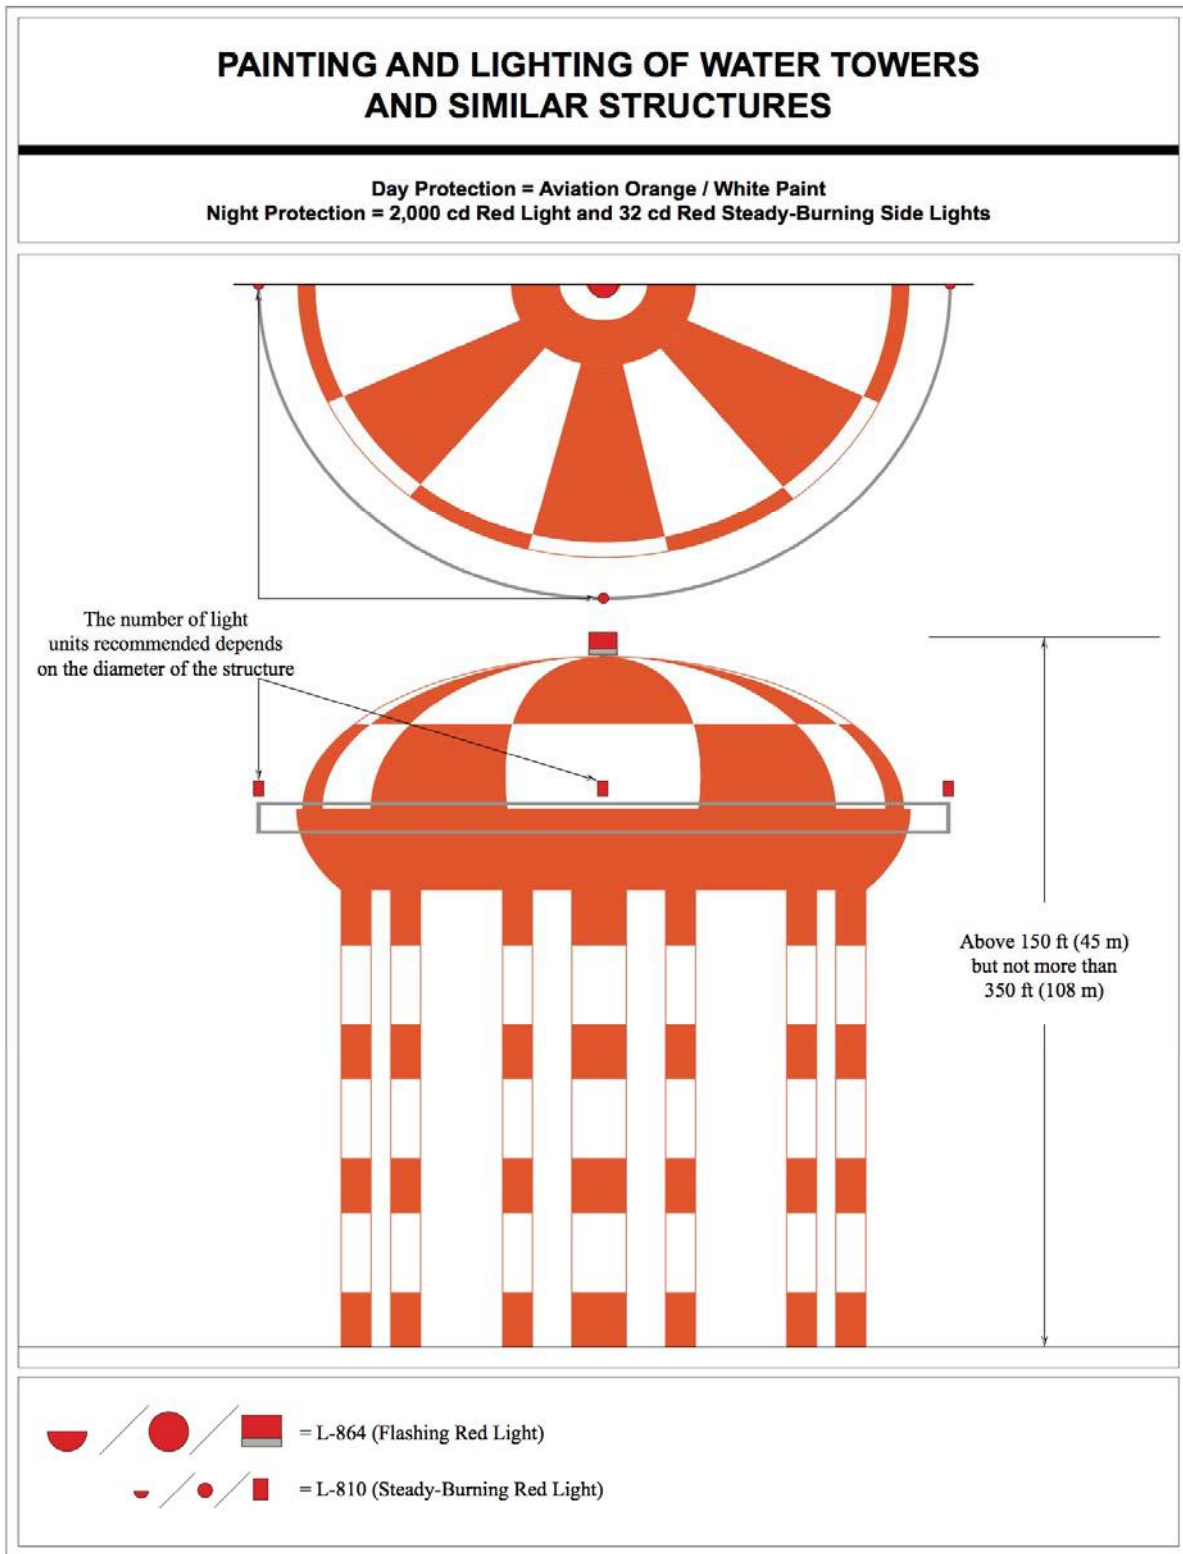 PAINTING AND LIGHTING OF WATER TOWERS
AND SIMILAR STRUCTURES
Day Protection = Aviation Orange / White Paint
Night Protection = 2,000 cd Red Light and 32 cd Red Steady-Burning Side Lights
The number of light
units recommended depends
on the diameter of the structure
Above 150 ft (45 m)
but not more than
350 ft (108 m)
= L-864 (Flashing Red Light)
= L-810 (Steady-Burning Red Light)